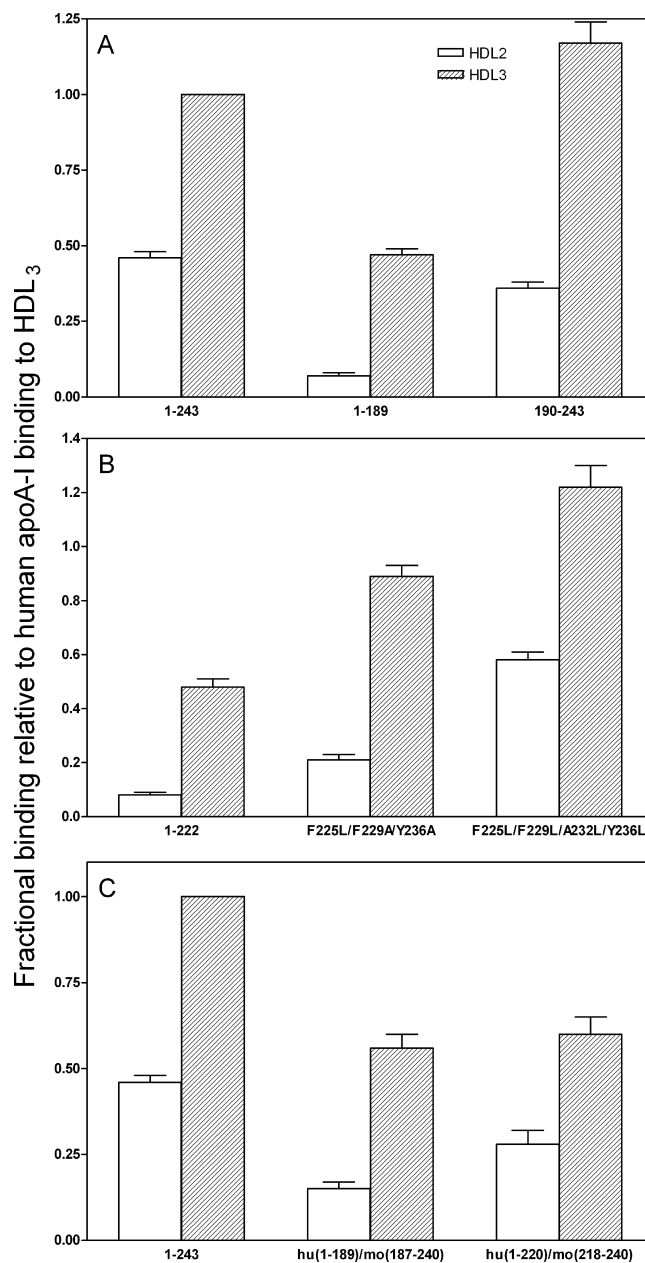 Fractional binding relative to human apoA-I binding to HDL3
A
HDL2
HDL3
1.25
1.00
0.75
0.50
0.25
0.00
1-243 1-189 190-243
B
1.4
1.2
1.0
0.8
0.6
0.4
0.2
0.0
1-222 F225L/F229A/Y236A F225L/F229L/A232L/Y236L
C
1.00
0.75
0.50
0.25
0.00
1-243 hu(1-189)/mo(187-240) hu(1-220)/mo(218-240)